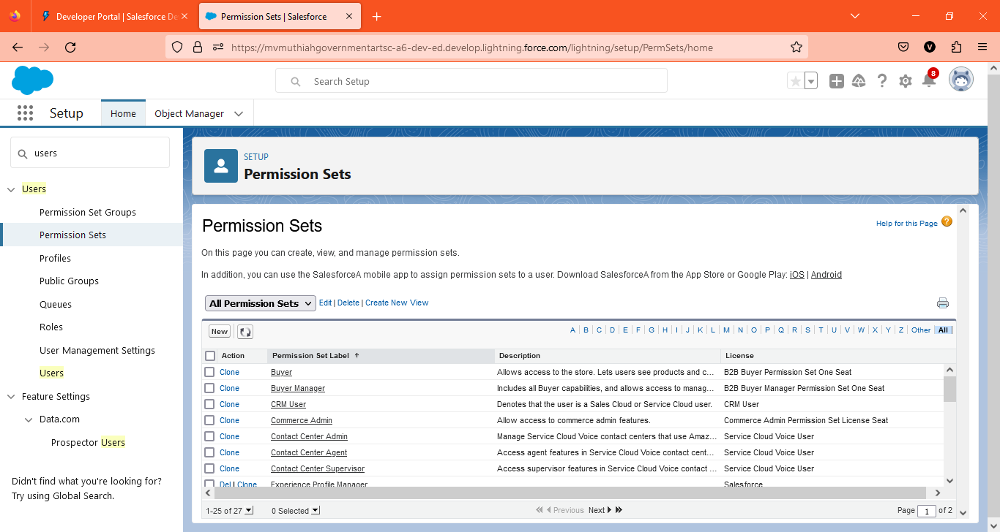 Developer Portal | Salesforce De
Permission Sets | Salesforce
https://mvmuthiahgovernmentartsc-a6-dev-ed.develop.lightning.force.com/lightning/setup/PermSets/home
V
Search Setup
8
Setup
Home
Object Manager
users
Users
Permission Set Groups
Permission Sets
Profiles
Public Groups
Queues
Roles
User Management Settings
Users
Feature Settings
Data.com
Prospector Users
Didn't find what you're looking for?
Try using Global Search.
SETUP
Permission Sets
Permission Sets
Help for this Page ?
On this page you can create, view, and manage permission sets.
In addition, you can use the SalesforceA mobile app to assign permission sets to a user. Download SalesforceA from the App Store or Google Play: iOS | Android
All Permission Sets Edit | Delete | Create New View
New A B C D E F G H I J K L M N O P Q R S T U V W X Y Z Other All
Action Permission Set Label ↑ Description License
Clone Buyer Allows access to the store. Lets users see products and c... B2B Buyer Permission Set One Seat
Clone Buyer Manager Includes all Buyer capabilities, and allows access to manag... B2B Buyer Manager Permission Set One Seat
Clone CRM User Denotes that the user is a Sales Cloud or Service Cloud user. CRM User
Clone Commerce Admin Allow access to commerce admin features. Commerce Admin Permission Set License Seat
Clone Contact Center Admin Manage Service Cloud Voice contact centers that use Amaz... Service Cloud Voice User
Clone Contact Center Agent Access agent features in Service Cloud Voice contact cent... Service Cloud Voice User
Clone Contact Center Supervisor Access supervisor features in Service Cloud Voice contact ... Service Cloud Voice User
Del | Clone Experience Profile Manager Salesforce
1-25 of 27 0 Selected Previous Next Page 1 of 2